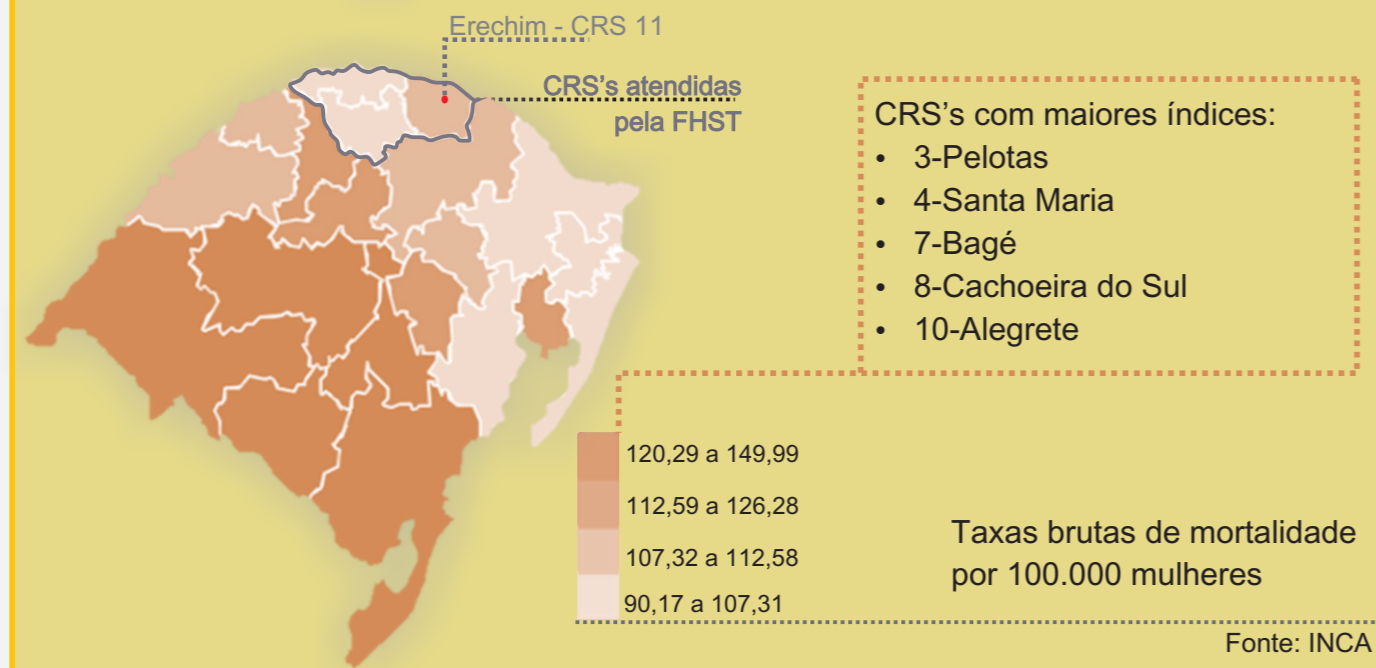 Erechim - CRS 11
CRS's atendidas
pela FHST
CRS's com maiores índices:
• 3-Pelotas
• 4-Santa Maria
• 7-Bagé
• 8-Cachoeira do Sul
• 10-Alegrete
120,29 a 149,99
112,59 a 126,28
107,32 a 112,58
90,17 a 107,31
Taxas brutas de mortalidade
por 100.000 mulheres
Fonte: INCA